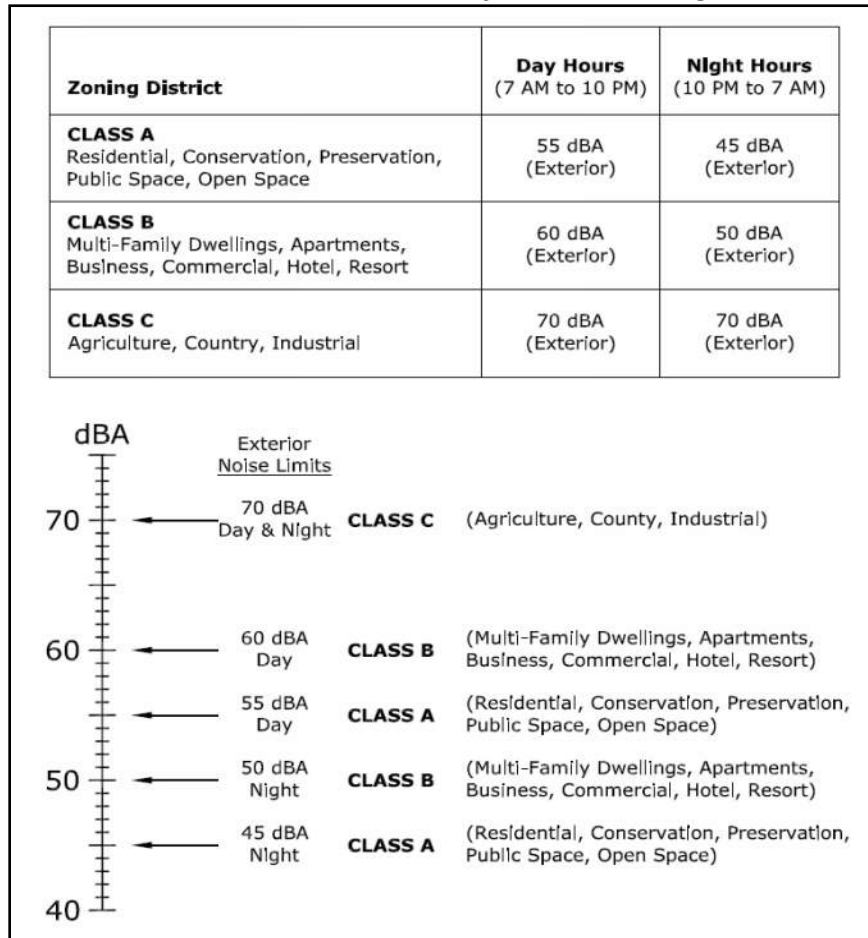 Zoning District
Day Hours
(7 AM to 10 PM)
Night Hours
(10 PM to 7 AM)
CLASS A
Residential, Conservation, Preservation,
Public Space, Open Space
55 dBA
(Exterior)
45 dBA
(Exterior)
CLASS B
Multi-Family Dwellings, Apartments,
Business, Commercial, Hotel, Resort
60 dBA
(Exterior)
50 dBA
(Exterior)
CLASS C
Agriculture, Country, Industrial
70 dBA
(Exterior)
70 dBA
(Exterior)
dBA
Exterior
Noise Limits
70
70 dBA
Day & Night
CLASS C
(Agriculture, County, Industrial)
60
60 dBA
Day
CLASS B
(Multi-Family Dwellings, Apartments,
Business, Commercial, Hotel, Resort)
55 dBA
Day
CLASS A
(Residential, Conservation, Preservation,
Public Space, Open Space)
50
50 dBA
Night
CLASS B
(Multi-Family Dwellings, Apartments,
Business, Commercial, Hotel, Resort)
45 dBA
Night
CLASS A
(Residential, Conservation, Preservation,
Public Space, Open Space)
40